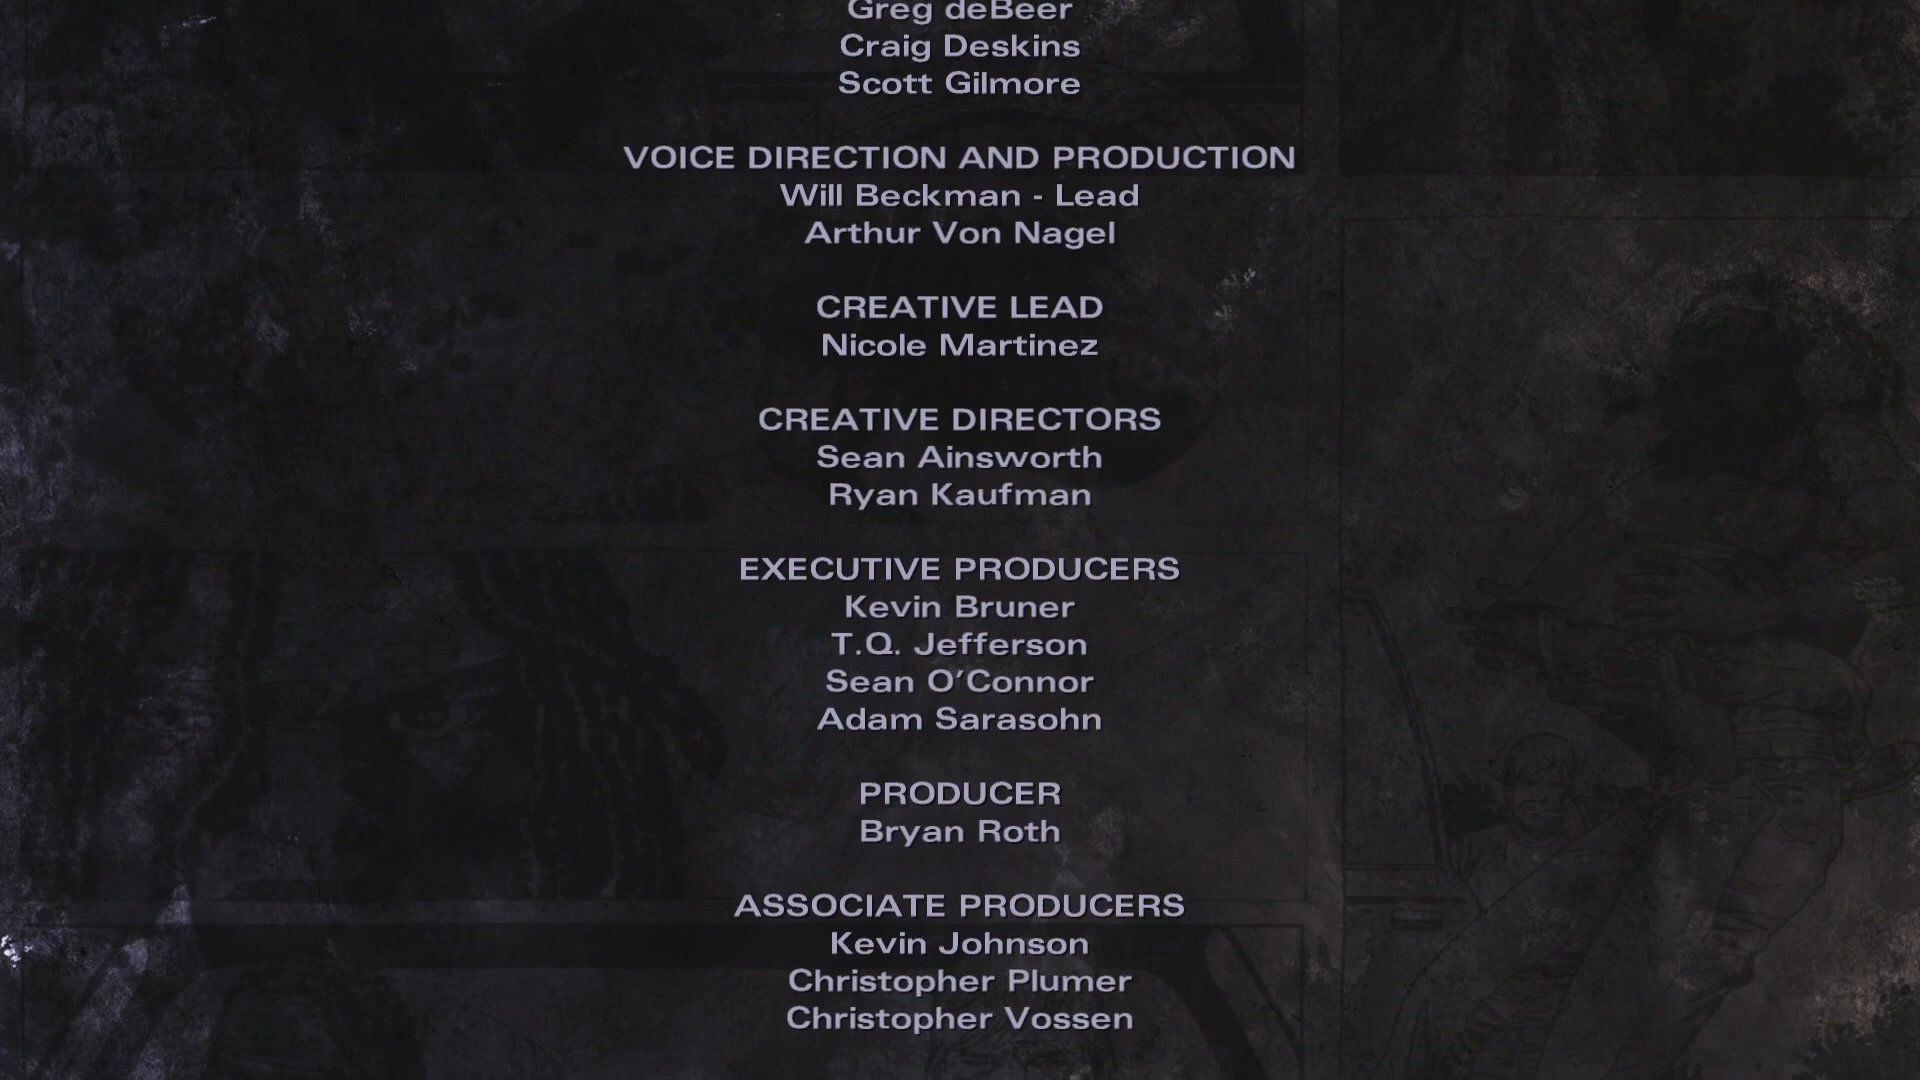 Greg deBeer
Craig Deskins
Scott Gilmore
VOICE DIRECTION AND PRODUCTION
Will Beckman - Lead
Arthur Von Nagel
CREATIVE LEAD
Nicole Martinez
CREATIVE DIRECTORS
Sean Ainsworth
Ryan Kaufman
EXECUTIVE PRODUCERS
Kevin Bruner
T.Q. Jefferson
Sean O’Connor
Adam Sarasohn
PRODUCER
Bryan Roth
ASSOCIATE PRODUCERS
Kevin Johnson
Christopher Plumer
Christopher Vossen